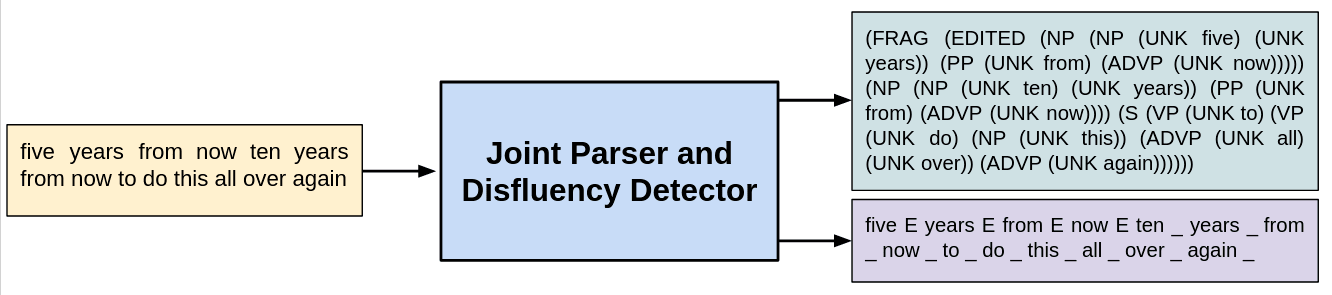 five years from now ten years
from now to do this all over again
Joint Parser and
Disfluency Detector
(FRAG (EDITED (NP (NP (UNK five) (UNK
years)) (PP (UNK from) (ADVP (UNK now)))))
(NP (NP (UNK ten) (UNK years)) (PP (UNK
from) (ADVP (UNK now)))) (S (VP (UNK to) (VP
(UNK do) (NP (UNK this)) (ADVP (UNK all)
(UNK over)) (ADVP (UNK again))))))
five E years E from E now E ten _ years _ from
_ now _ to _ do _ this _ all _ over _ again _